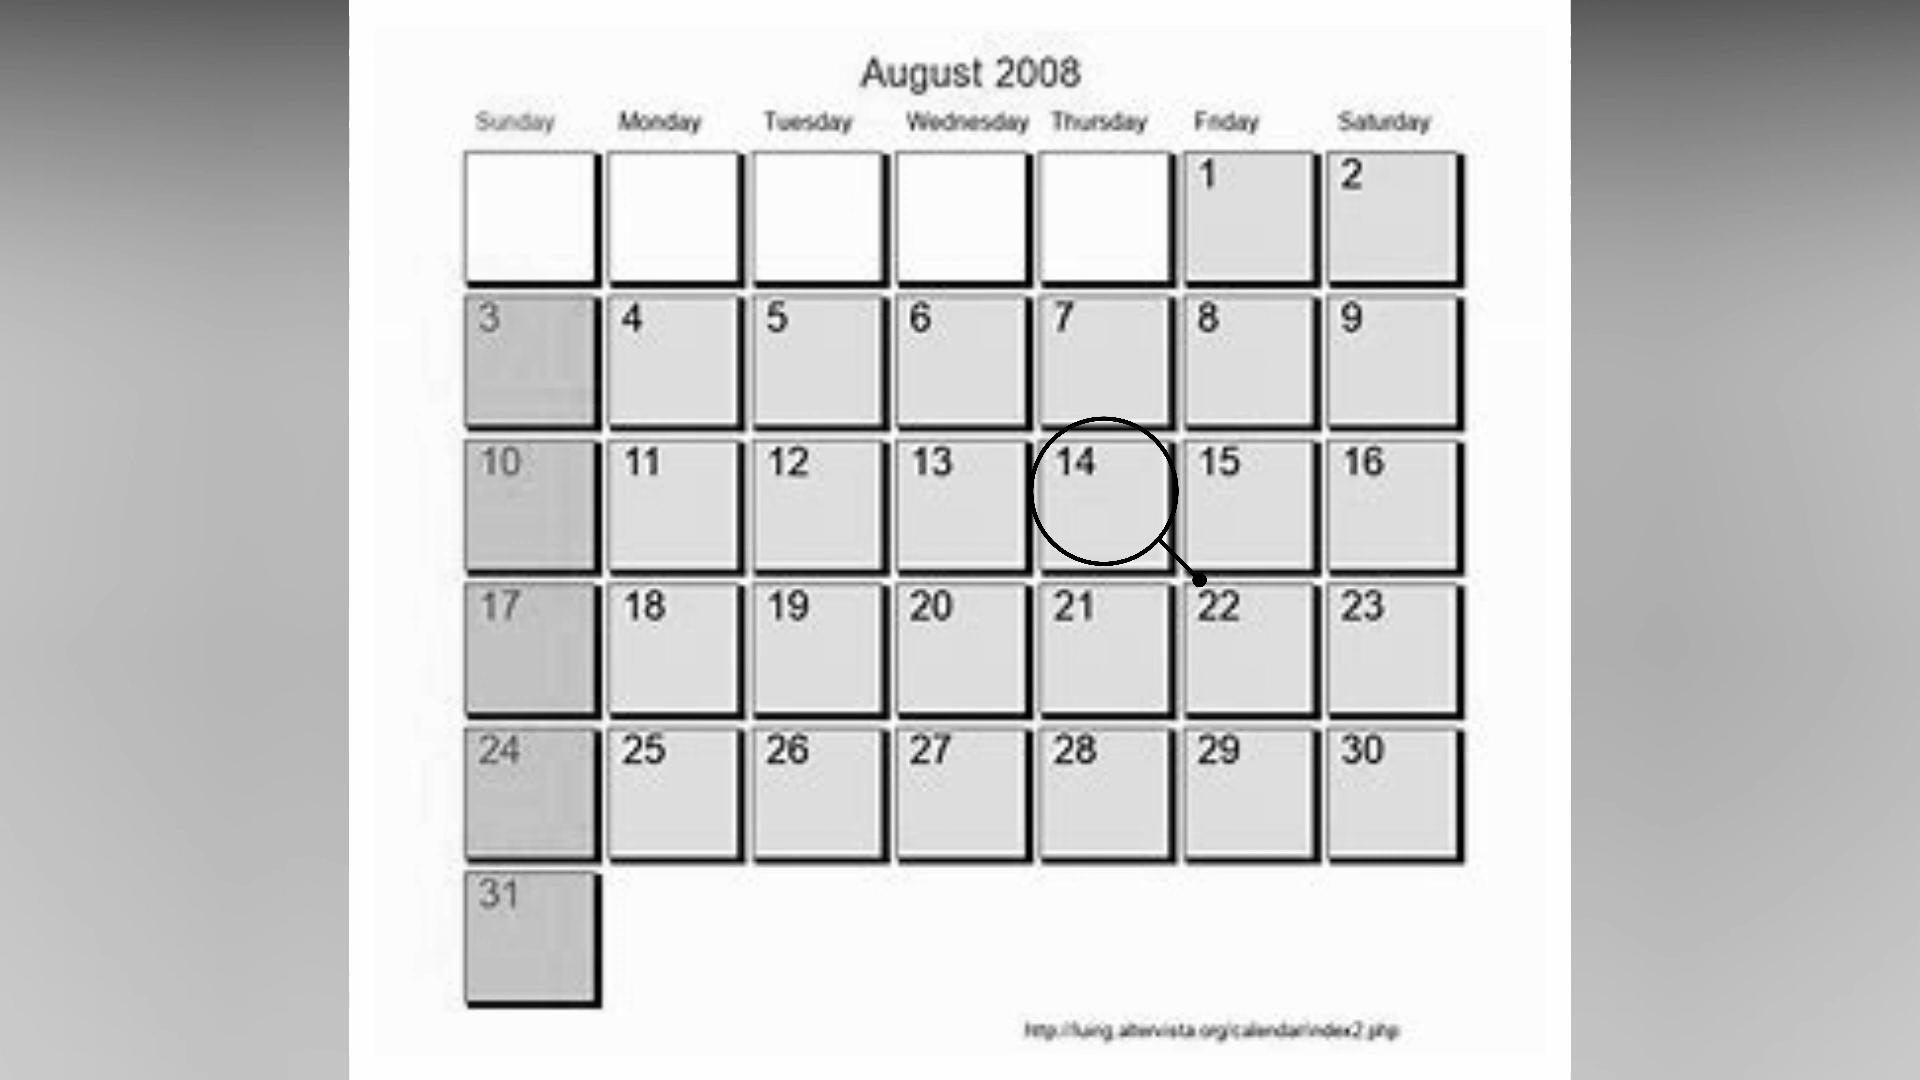 August 2008
Sunday Monday Tuesday Wednesday Thursday Friday Saturday
1 2
3 4 5 6 7 8 9
10 11 12 13 14 15 16
17 18 19 20 21 22 23
24 25 26 27 28 29 30
31